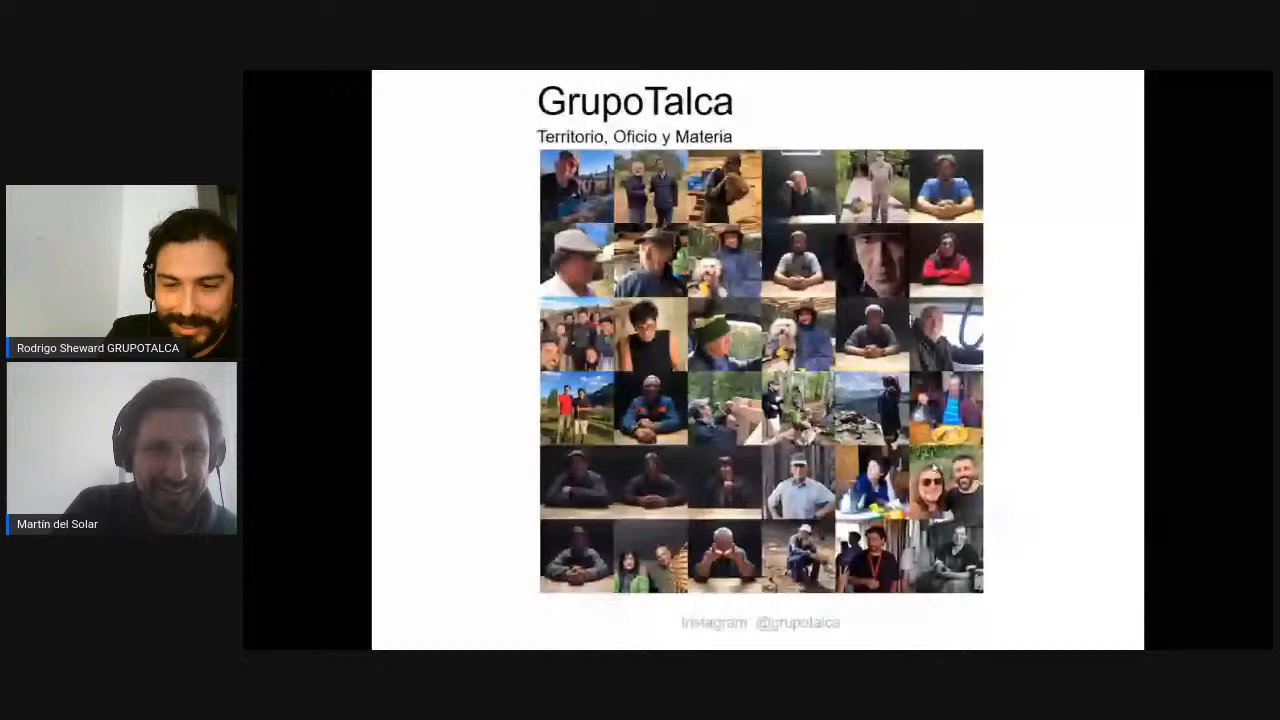 GrupoTalca
Territorio, Oficio y Materia
Rodrigo Sheward GRUPOTALCA
Martín del Solar
Instagram @grupotalca